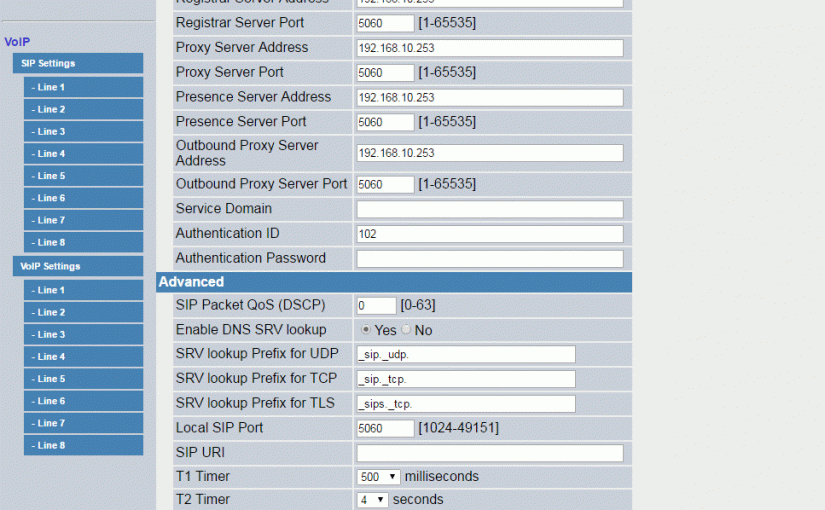 VoIP
SIP Settings
- Line 1
- Line 2
- Line 3
- Line 4
- Line 5
- Line 6
- Line 7
- Line 8
VoIP Settings
- Line 1
- Line 2
- Line 3
- Line 4
- Line 5
- Line 6
- Line 7
- Line 8
Registrar Server Address 192.168.10.253
Registrar Server Port 5060 [1-65535]
Proxy Server Address 192.168.10.253
Proxy Server Port 5060 [1-65535]
Presence Server Address 192.168.10.253
Presence Server Port 5060 [1-65535]
Outbound Proxy Server
Address 192.168.10.253
Outbound Proxy Server Port 5060 [1-65535]
Service Domain
Authentication ID 102
Authentication Password
Advanced
SIP Packet QoS (DSCP) 0 [0-63]
Enable DNS SRV lookup Yes No
SRV lookup Prefix for UDP _sip._udp.
SRV lookup Prefix for TCP _sip._tcp.
SRV lookup Prefix for TLS _sips._tcp.
Local SIP Port 5060 [1024-49151]
SIP URI
T1 Timer 500 milliseconds
T2 Timer 4 seconds